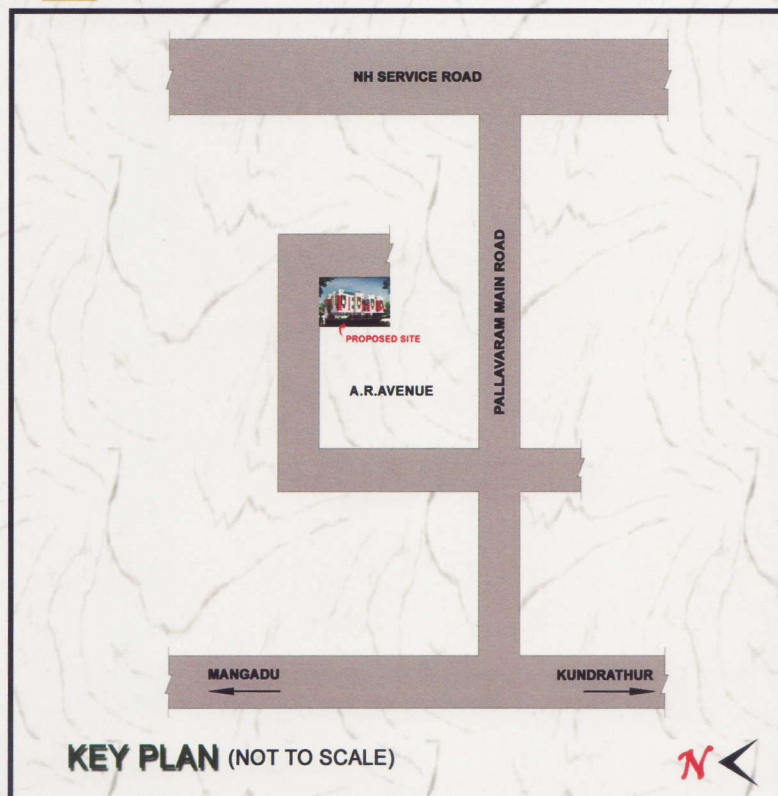 NH SERVICE ROAD
PALLAVARAM MAIN ROAD
PROPOSED SITE
A.R.AVENUE
MANGADU
KUNDRATHUR
KEY PLAN (NOT TO SCALE)
N